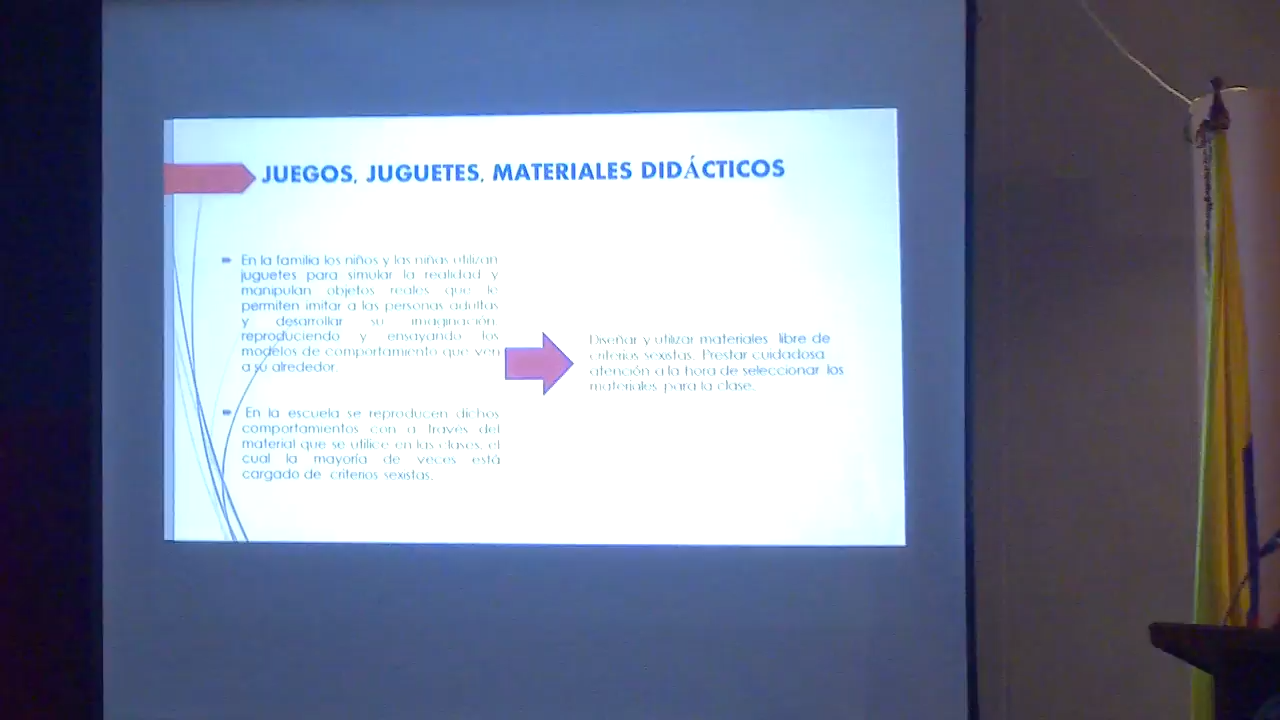 JUEGOS, JUGUETES, MATERIALES DIDÁCTICOS
En la familia los niños y las niñas utilizan
juguetes para simular la realidad y
manipulan objetos reales que le
permiten imitar a las personas adultas
y desarrollar su imaginación,
reproduciendo y ensayando los
modelos de comportamiento que ven
a su alrededor.
En la escuela se reproducen dichos
comportamientos con a través del
material que se utilice en las clases, el
cual la mayoría de veces está
cargado de criterios sexistas.
Diseñar y utilizar materiales libre de
criterios sexistas. Prestar cuidadosa
atención a la hora de seleccionar los
materiales para la clase.